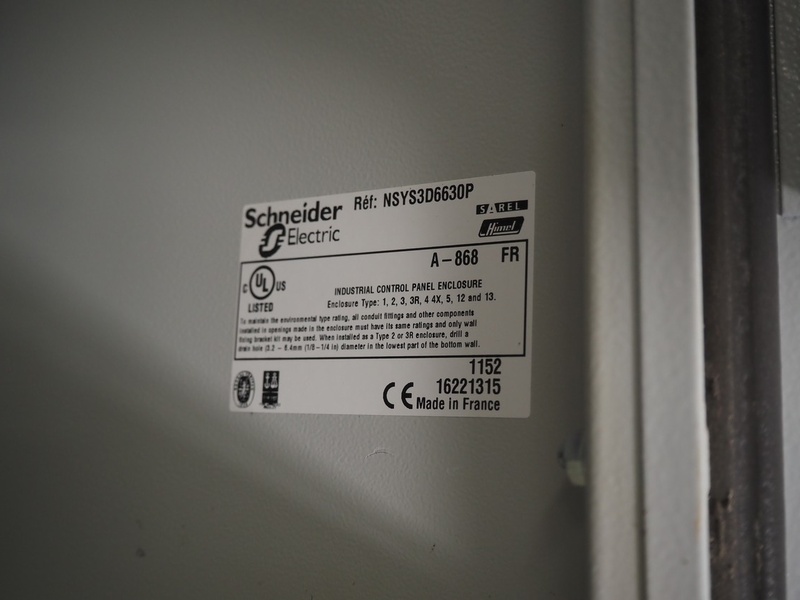 Schneider
Electric
Réf: NSYS3D6630P
SAREL
Himel
A-868 FR
C UL US
LISTED
INDUSTRIAL CONTROL PANEL ENCLOSURE
Enclosure Type: 1, 2, 3, 3R, 4 4X, 5, 12 and 13.
To maintain the environmental type rating, all conduit fittings and other components
installed in openings made in the enclosure must have its same ratings and only wall
fixing bracket kit may be used. When installed as a Type 2 or 3R enclosure, drill a
drain hole (3.2 - 6.4mm (1/8-1/4 in) diameter in the lowest part of the bottom wall.
1152
16221315
CE Made in France